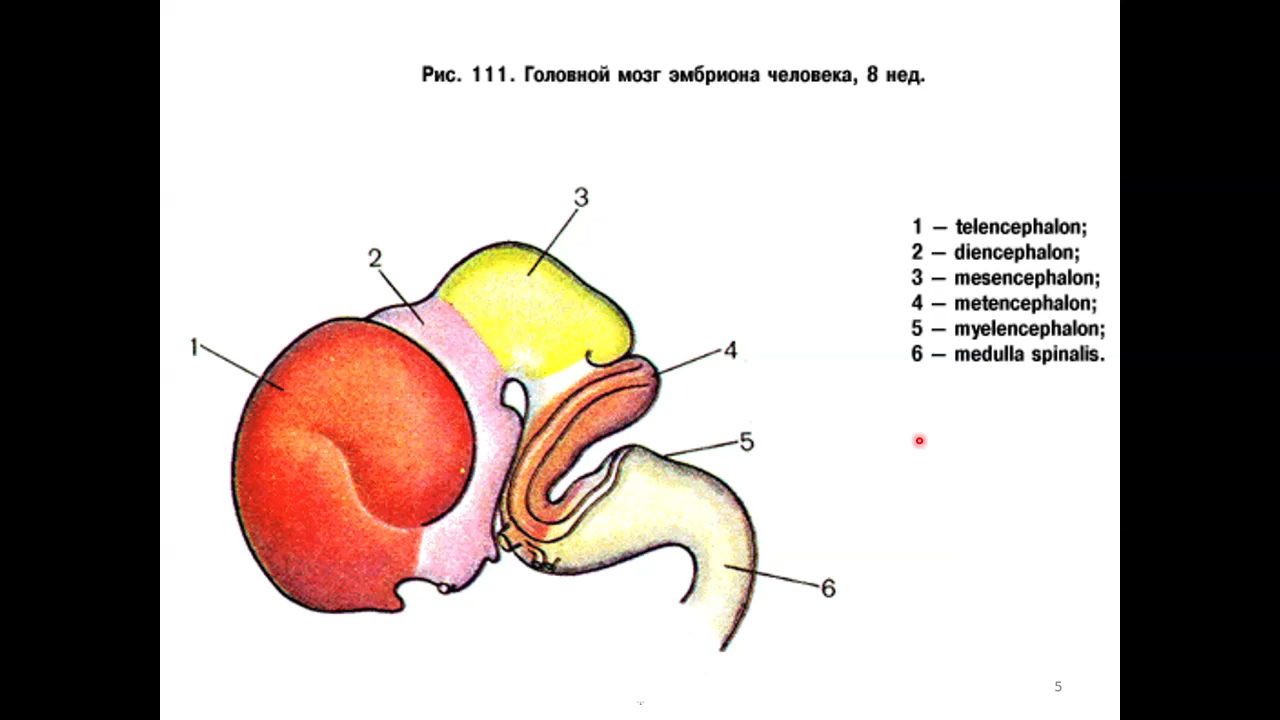 Рис. 111. Головной мозг эмбриона человека, 8 нед.
3
2
1
4
5
6
1 — telencephalon;
2 — diencephalon;
3 — mesencephalon;
4 — metencephalon;
5 — myelencephalon;
6 — medulla spinalis.
5